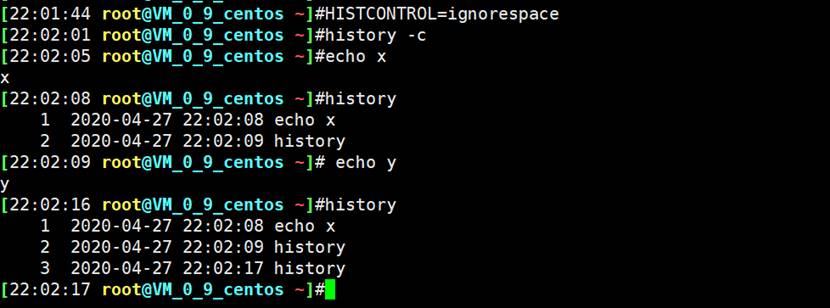 [22:01:44 root@VM_0_9_centos ~]#HISTCONTROL=ignorespace
[22:02:01 root@VM_0_9_centos ~]#history -c
[22:02:05 root@VM_0_9_centos ~]#echo x
x
[22:02:08 root@VM_0_9_centos ~]#history
    1  2020-04-27 22:02:08 echo x
    2  2020-04-27 22:02:09 history
[22:02:09 root@VM_0_9_centos ~]# echo y
y
[22:02:16 root@VM_0_9_centos ~]#history
    1  2020-04-27 22:02:08 echo x
    2  2020-04-27 22:02:09 history
    3  2020-04-27 22:02:17 history
[22:02:17 root@VM_0_9_centos ~]#